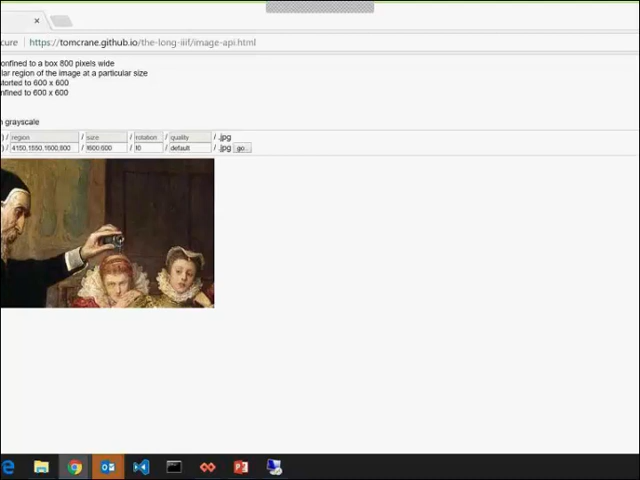 cure | https://tomcrane.github.io/the-long-iiif/image-api.html
onfined to a box 800 pixels wide
lar region of the image at a particular size
storted to 600 x 600
nfined to 600 x 600
n grayscale
) / region / size / rotation / quality / .jpg
) / 4150,1550,1600,800 / !600,600 / !0 / default / .jpg go..